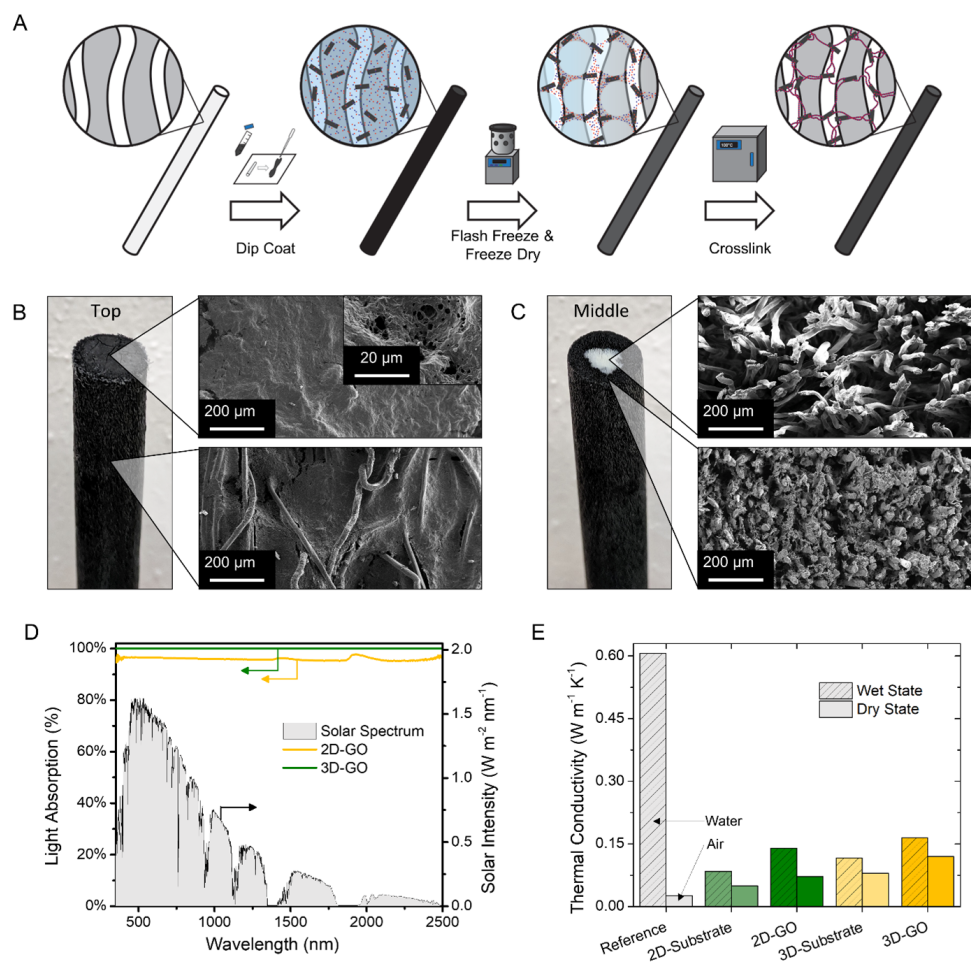 A
100°C
Dip Coat
Flash Freeze &
Freeze Dry
Crosslink
B
Top
20 µm
200 µm
200 µm
C
Middle
200 µm
200 µm
D
100%
80%
60%
40%
20%
0%
Light Absorption (%)
2.0
1.5
1.0
0.5
0.0
Solar Intensity (W m-2 nm-1)
Solar Spectrum
2D-GO
3D-GO
500
1000
1500
2000
2500
Wavelength (nm)
E
0.60
0.45
0.30
0.15
0.00
Thermal Conductivity (W m-1 K-1)
Wet State
Dry State
Water
Air
Reference
2D-Substrate
2D-GO
3D-Substrate
3D-GO